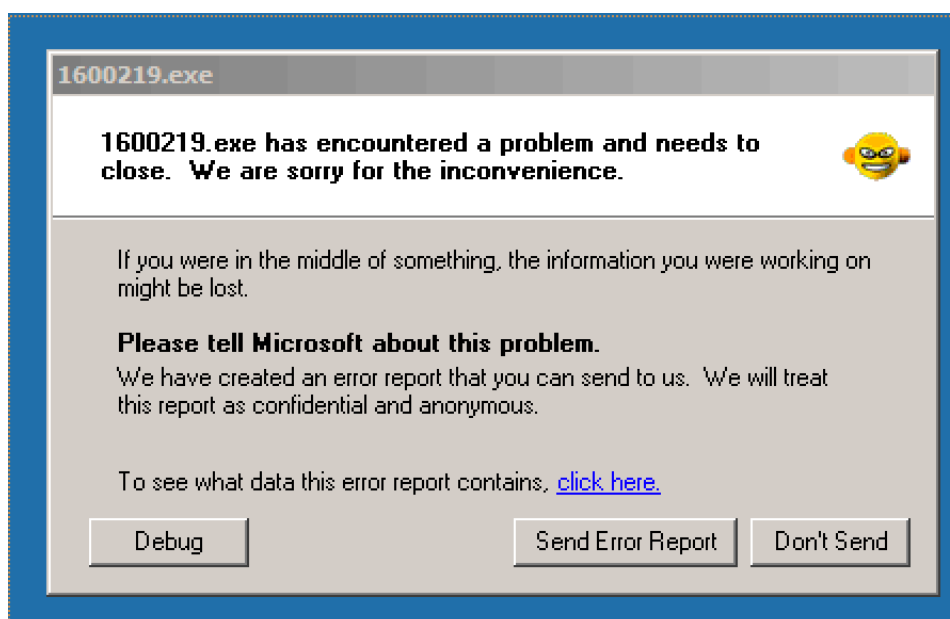 1600219.exe
1600219.exe has encountered a problem and needs to
close.  We are sorry for the inconvenience.
If you were in the middle of something, the information you were working on
might be lost.
Please tell Microsoft about this problem.
We have created an error report that you can send to us.  We will treat
this report as confidential and anonymous.
To see what data this error report contains, click here.
Debug
Send Error Report
Don't Send